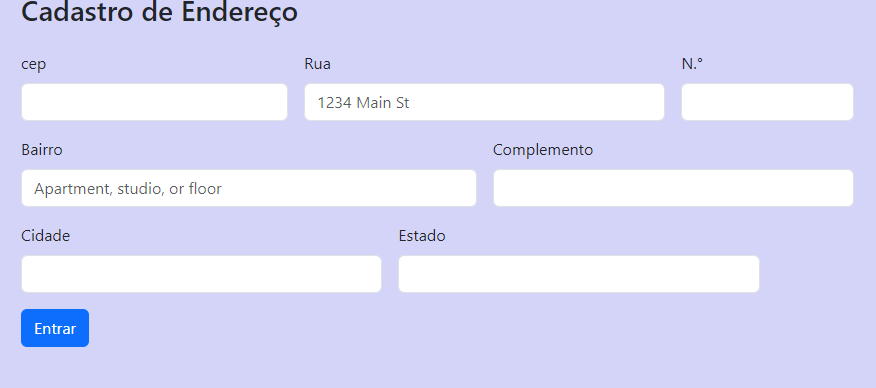 Cadastro de Endereço
cep Rua N.°
1234 Main St
Bairro Complemento
Apartment, studio, or floor
Cidade Estado
Entrar